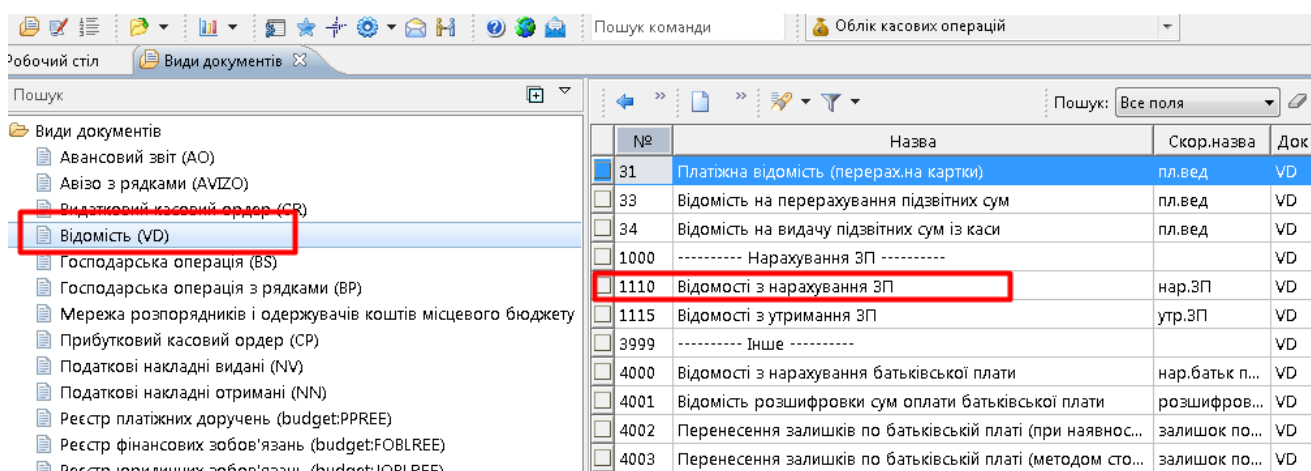 Пошук команди
Облік касових операцій
Робочий стіл
Види документів
Пошук
Пошук: Все поля
Види документів
Авансовий звіт (AO)
Авізо з рядками (AVIZO)
Видатковий касовий ордер (CR)
Відомість (VD)
Господарська операція (BS)
Господарська операція з рядками (BP)
Мережа розпорядників і одержувачів коштів місцевого бюджету
Прибутковий касовий ордер (CP)
Податкові накладні видані (NV)
Податкові накладні отримані (NN)
Реєстр платіжних доручень (budget:PPREE)
Реєстр фінансових зобов'язань (budget:FOBLREE)
Реєстр юридичних зобов'язань (budget:JOBLREE)
№ Назва Скор.назва Док
31 Платіжна відомість (перерах.на картки) пл.вед VD
33 Відомість на перерахування підзвітних сум пл.вед VD
34 Відомість на видачу підзвітних сум із каси пл.вед VD
1000 ---------- Нарахування ЗП ---------- VD
1110 Відомості з нарахування ЗП нар.ЗП VD
1115 Відомості з утримання ЗП утр.ЗП VD
3999 ---------- Інше ---------- VD
4000 Відомості з нарахування батьківської плати нар.батьк п... VD
4001 Відомість розшифровки сум оплати батьківської плати розшифров... VD
4002 Перенесення залишків по батьківській платі (при наявнос... залишок по... VD
4003 Перенесення залишків по батьківській платі (методом сто... залишок по... VD